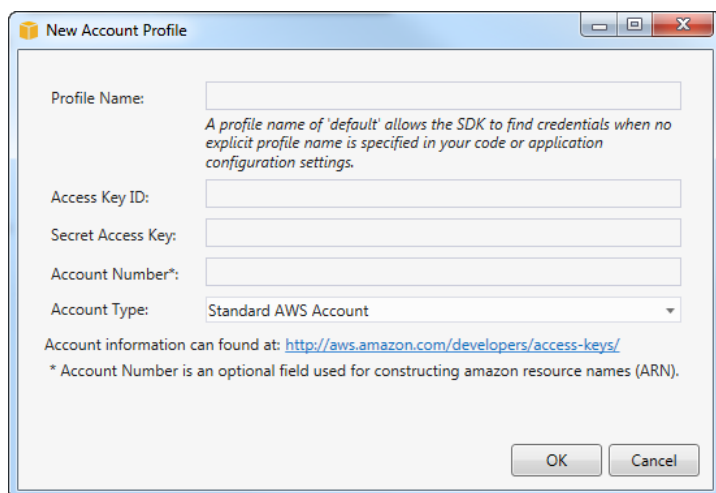 New Account Profile
Profile Name:
A profile name of 'default' allows the SDK to find credentials when no
explicit profile name is specified in your code or application
configuration settings.
Access Key ID:
Secret Access Key:
Account Number*:
Account Type: Standard AWS Account
Account information can found at: http://aws.amazon.com/developers/access-keys/
* Account Number is an optional field used for constructing amazon resource names (ARN).
OK Cancel